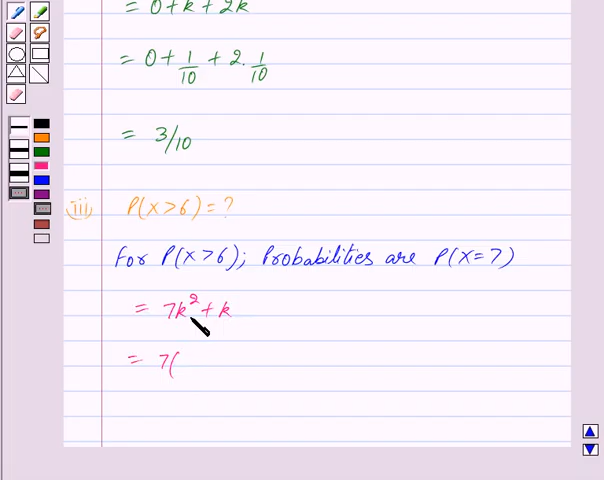 = 0 + k + 2k
= 0 + 1/10 + 2 · 1/10
= 3/10
(iii) P(X>6) = ?
For P(X>6); Probabilities are P(X=7)
= 7k² + k
= 7(